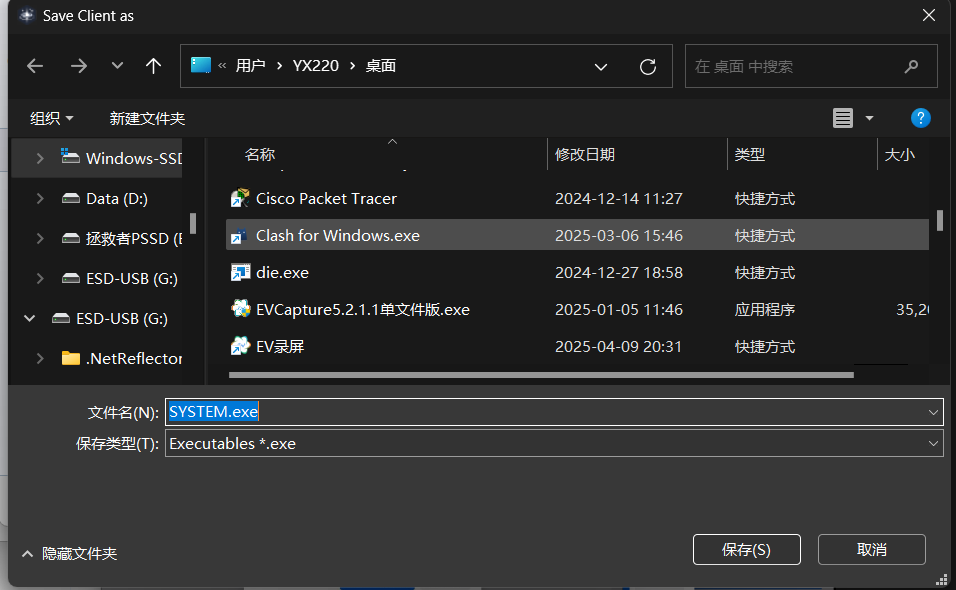 Save Client as
« 用户 › YX220 › 桌面
在 桌面 中搜索
组织
新建文件夹
?
名称 修改日期 类型 大小
Windows-SSD
Data (D:)
拯救者PSSD (E
ESD-USB (G:)
ESD-USB (G:)
.NetReflector
Cisco Packet Tracer 2024-12-14 11:27 快捷方式
Clash for Windows.exe 2025-03-06 15:46 快捷方式
die.exe 2024-12-27 18:58 快捷方式
EVCapture5.2.1.1单文件版.exe 2025-01-05 11:46 应用程序 35,20
EV录屏 2025-04-09 20:31 快捷方式
文件名(N): SYSTEM.exe
保存类型(T): Executables *.exe
隐藏文件夹
保存(S)
取消